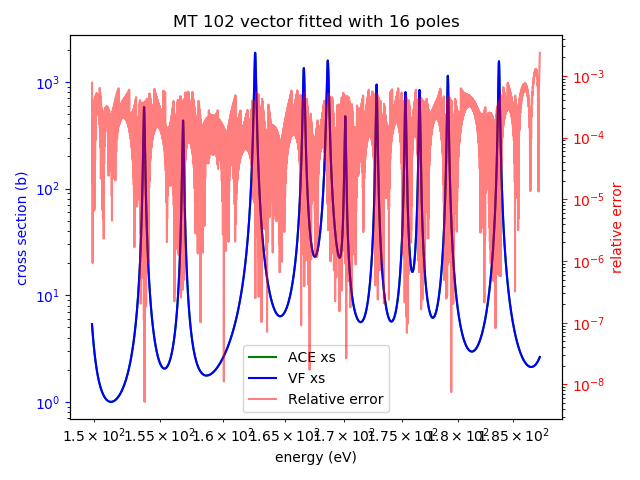 MT 102 vector fitted with 16 poles
10³
10²
10¹
10⁰
cross section (b)
10⁻³
10⁻⁴
10⁻⁵
10⁻⁶
10⁻⁷
10⁻⁸
relative error
ACE xs
VF xs
Relative error
1.5 × 10² 1.55 × 10² 1.6 × 10² 1.65 × 10² 1.7 × 10² 1.75 × 10² 1.8 × 10² 1.85 × 10²
energy (eV)